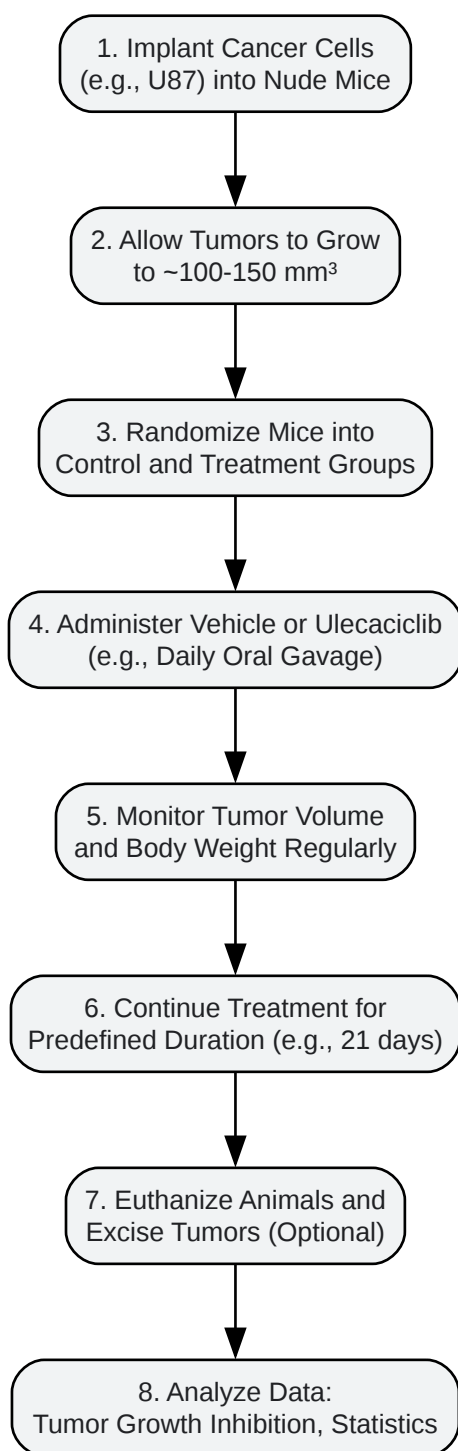 1. Implant Cancer Cells
(e.g., U87) into Nude Mice
2. Allow Tumors to Grow
to ~100-150 mm³
3. Randomize Mice into
Control and Treatment Groups
4. Administer Vehicle or Ulecaciclib
(e.g., Daily Oral Gavage)
5. Monitor Tumor Volume
and Body Weight Regularly
6. Continue Treatment for
Predefined Duration (e.g., 21 days)
7. Euthanize Animals and
Excise Tumors (Optional)
8. Analyze Data:
Tumor Growth Inhibition, Statistics